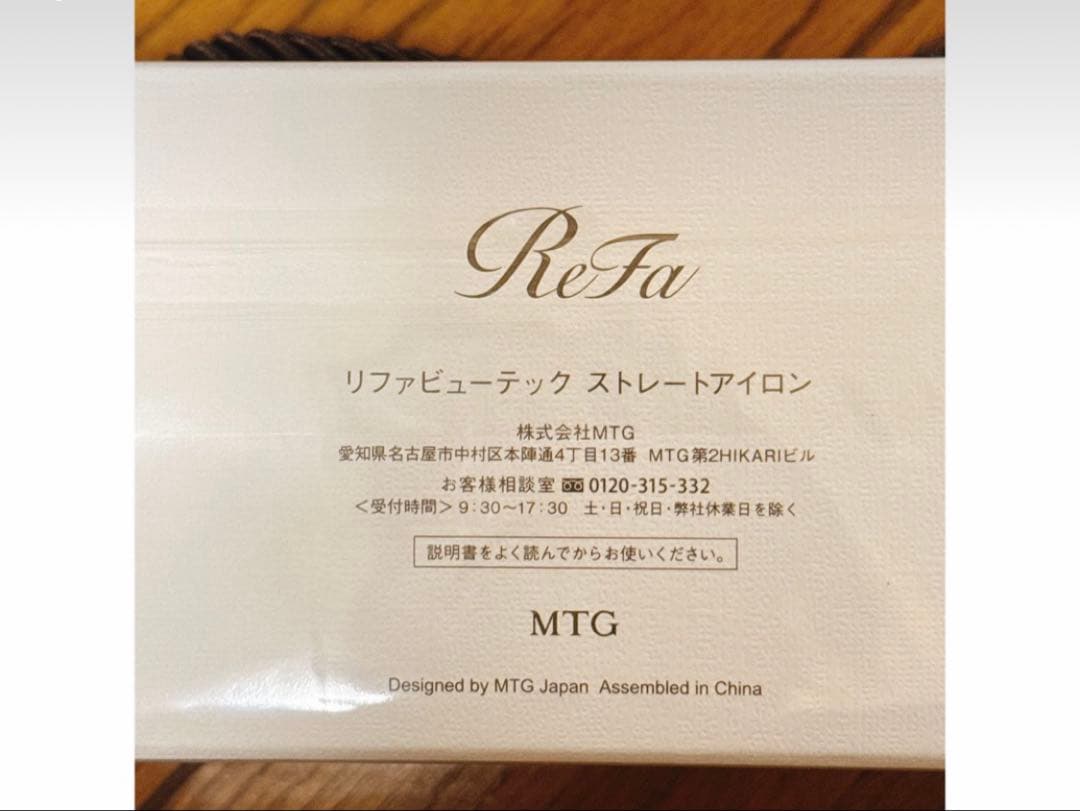 ReFa
リファビューテック ストレートアイロン
株式会社MTG
愛知県名古屋市中村区本陣通4丁目13番 MTG第2HIKARIビル
お客様相談室 0120-315-332
＜受付時間＞9:30〜17:30 土・日・祝日・弊社休業日を除く
説明書をよく読んでからお使いください。
MTG
Designed by MTG Japan Assembled in China